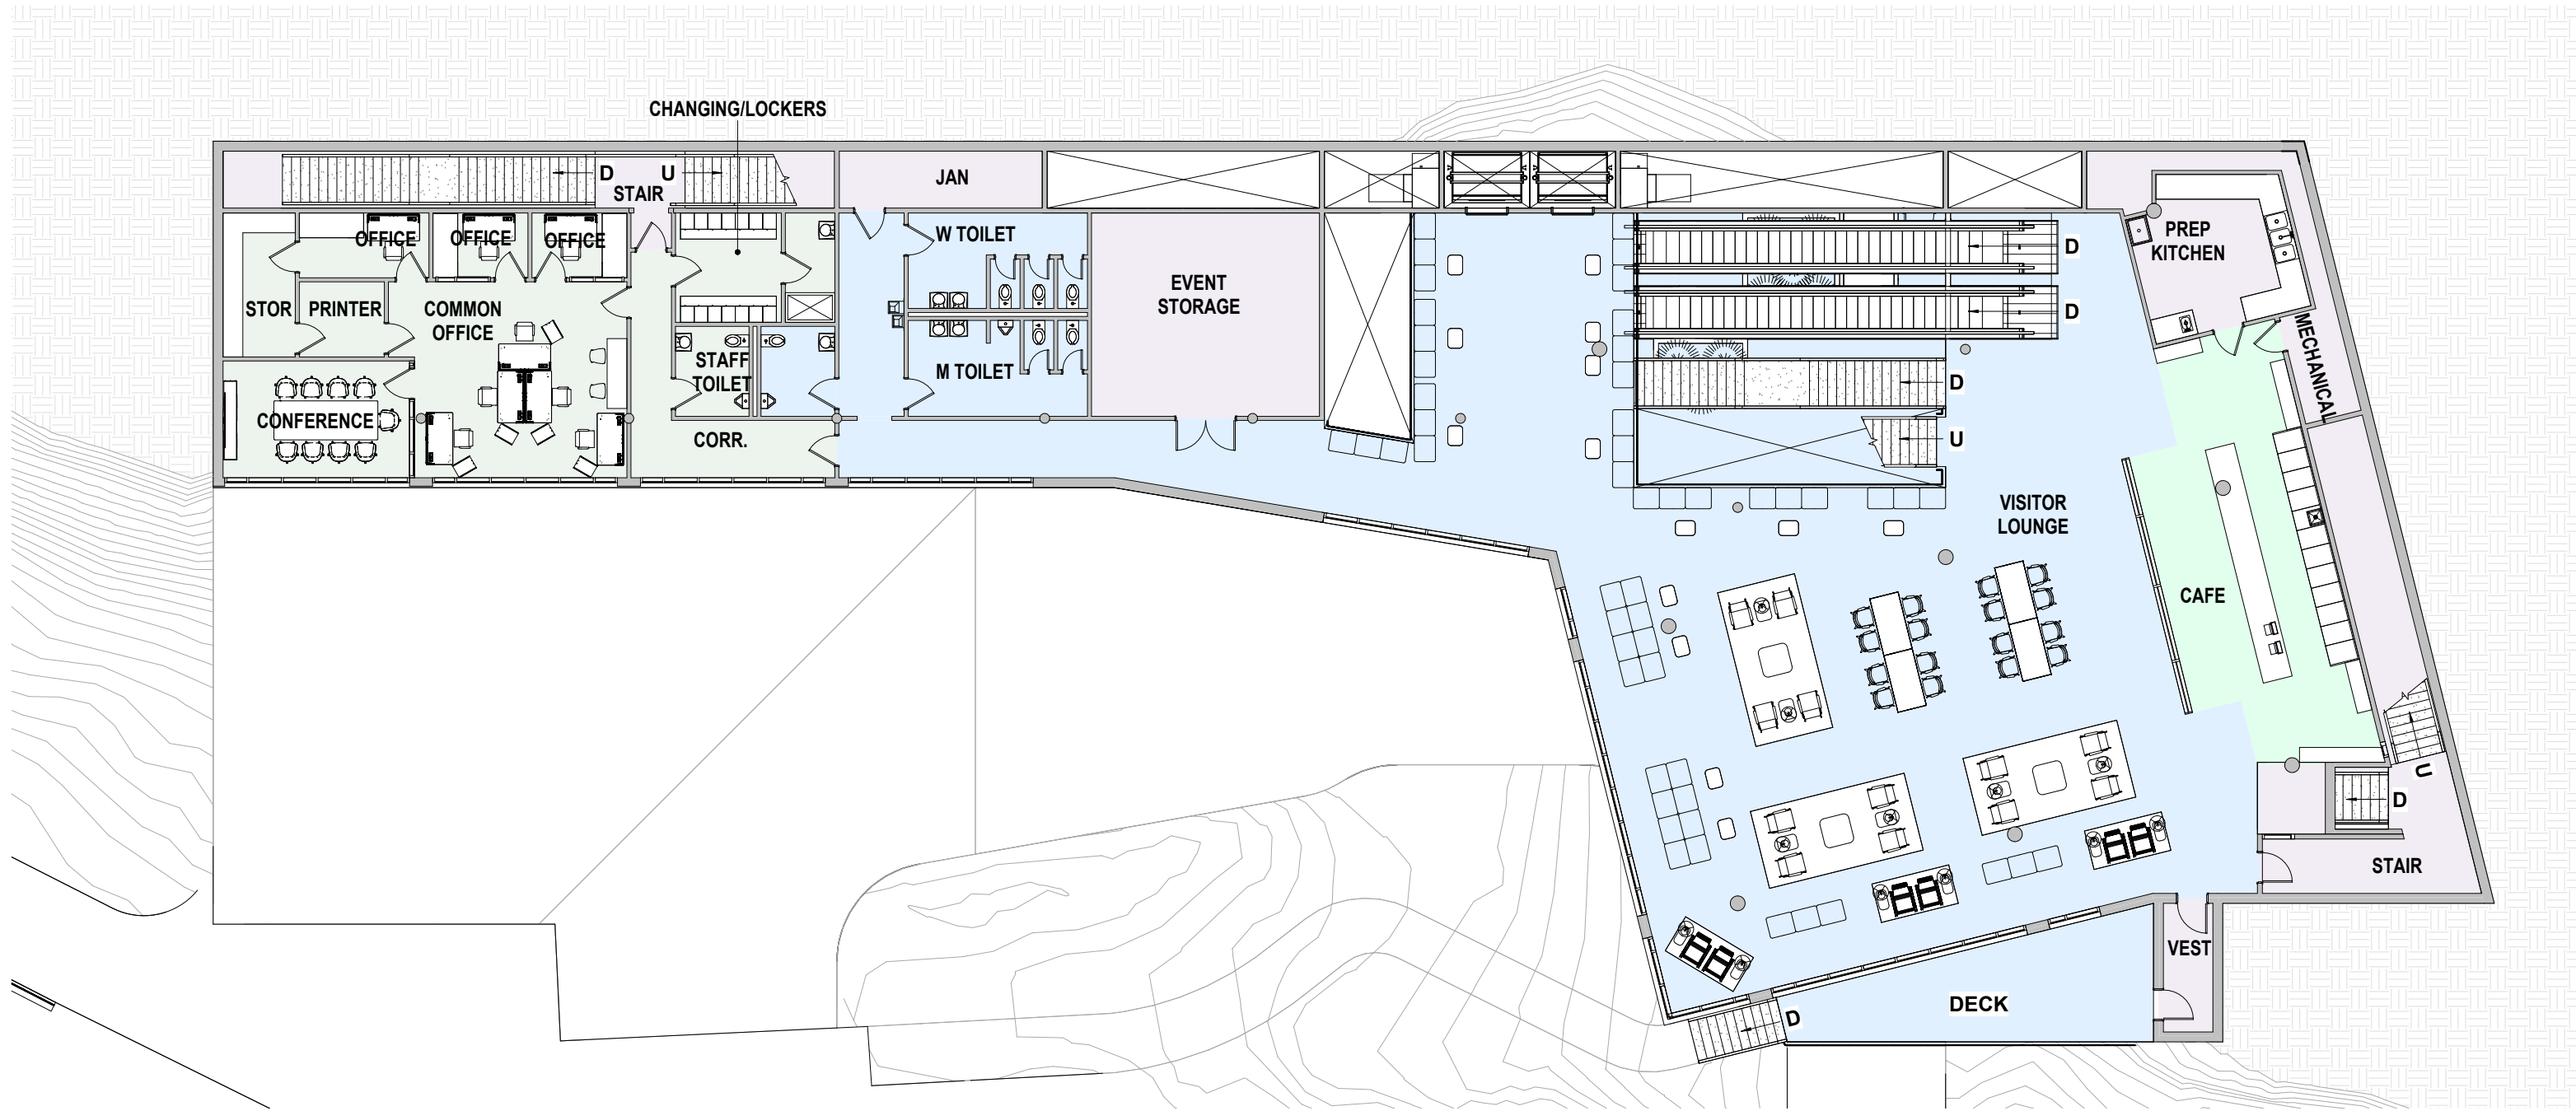 CHANGING/LOCKERS
D
U
STAIR
JAN
OFFICE
OFFICE
OFFICE
W TOILET
EVENT
STORAGE
D
PREP
KITCHEN
STOR
PRINTER
COMMON
OFFICE
D
MECHANICAL
STAFF
TOILET
M TOILET
D
CONFERENCE
CORR.
U
VISITOR
LOUNGE
CAFE
U
D
STAIR
VEST
DECK
D